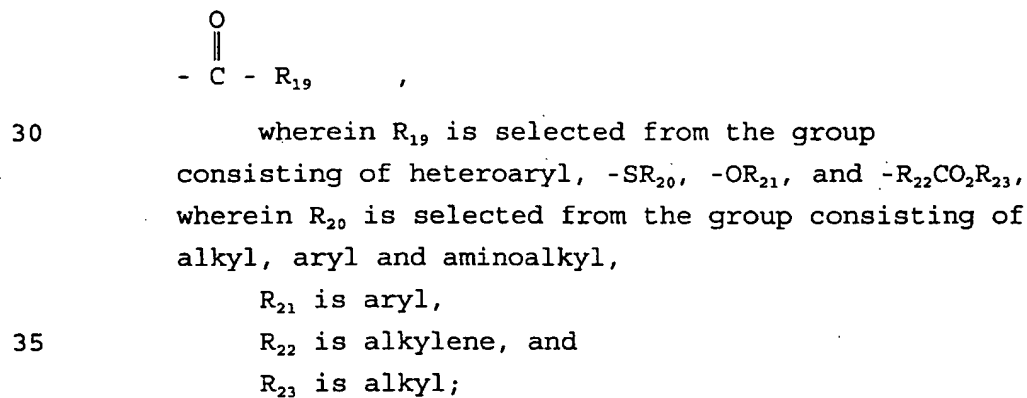 O
‖
- C - R₁₉ ,
30 wherein R₁₉ is selected from the group
consisting of heteroaryl, -SR₂₀, -OR₂₁, and -R₂₂CO₂R₂₃,
wherein R₂₀ is selected from the group consisting of
alkyl, aryl and aminoalkyl,
R₂₁ is aryl,
35 R₂₂ is alkylene, and
R₂₃ is alkyl;